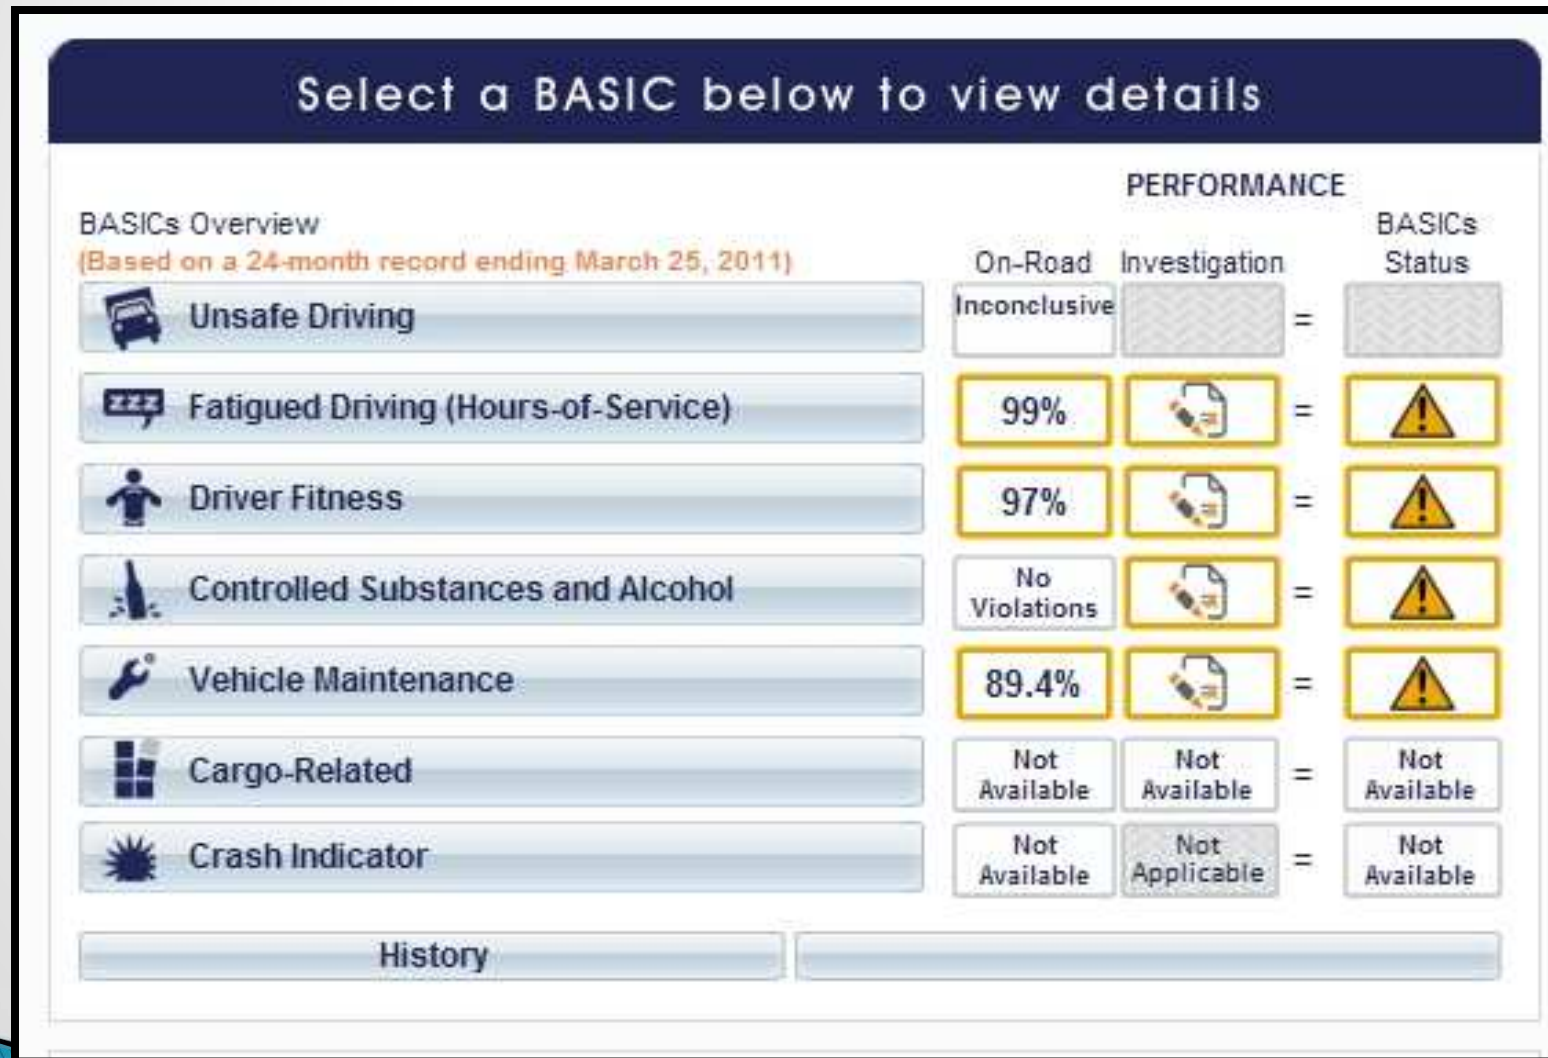 Select a BASIC below to view details
PERFORMANCE
BASICs Overview
BASICs
(Based on a 24-month record ending March 25, 2011)
On-Road Investigation Status
Unsafe Driving Inconclusive =
zzz Fatigued Driving (Hours-of-Service) 99% =
Driver Fitness 97% =
Controlled Substances and Alcohol No Violations =
Vehicle Maintenance 89.4% =
Cargo-Related Not Available Not Available = Not Available
Crash Indicator Not Available Not Applicable = Not Available
History